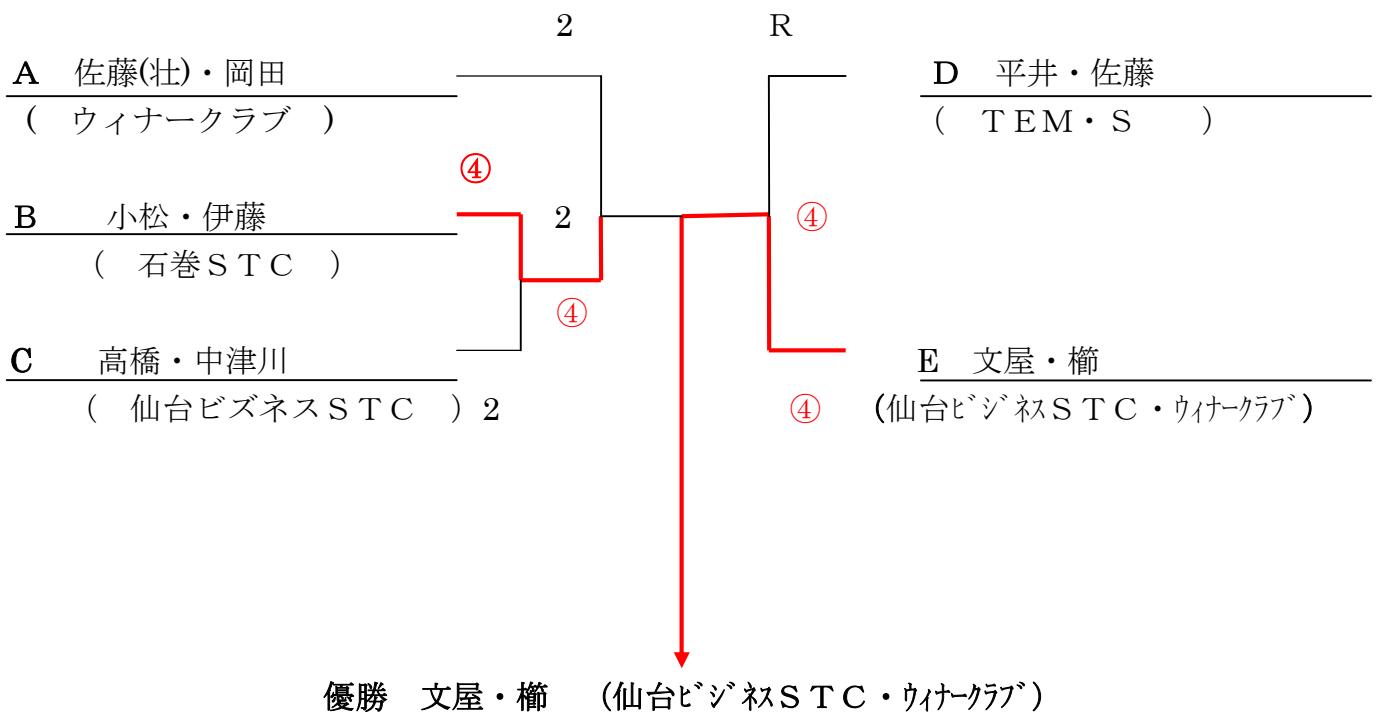 2 R
A 佐藤(壮)・岡田
D 平井・佐藤
( ウィナークラブ )
( ＴＥＭ・Ｓ )
④
B 小松・伊藤
2
④
( 石巻ＳＴＣ )
④
C 高橋・中津川
E 文屋・櫛
( 仙台ビズネスＳＴＣ ) 2
④
(仙台ﾋﾞｼﾞﾈｽＳＴＣ・ｳｨﾅｰｸﾗﾌﾞ)
優勝 文屋・櫛 (仙台ﾋﾞｼﾞﾈｽＳＴＣ・ｳｨﾅｰｸﾗﾌﾞ)